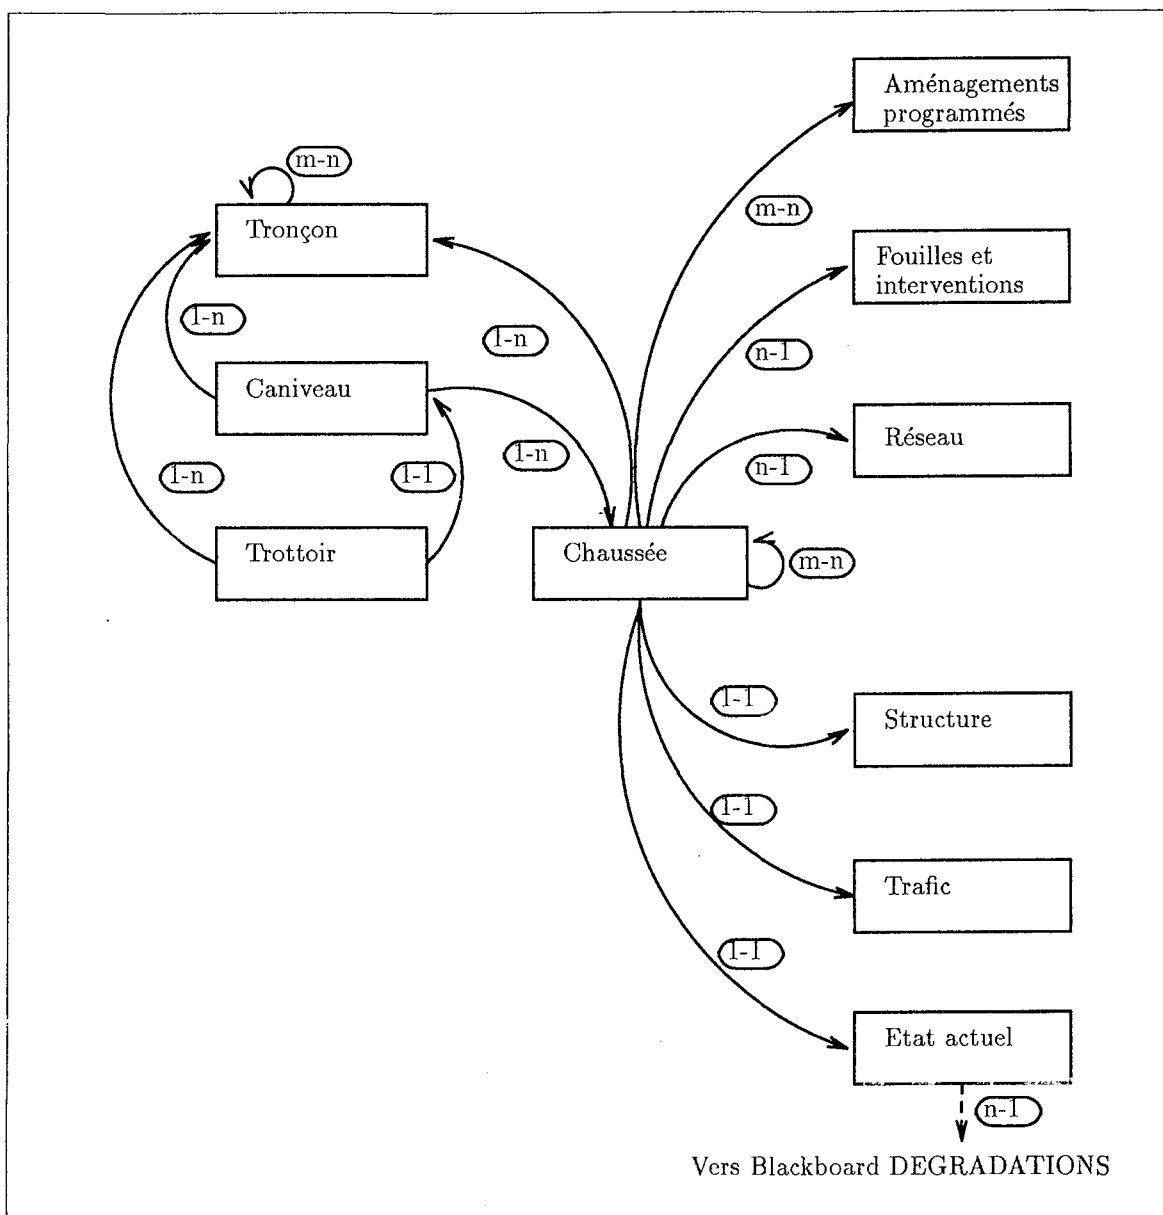 Aménagements
programmés
m-n
Tronçon
m-n
Fouilles et
interventions
1-n
1-n
n-1
Caniveau
Réseau
1-n
1-n
1-1
n-1
Trottoir
Chaussée
m-n
1-1
Structure
1-1
Trafic
1-1
Etat actuel
n-1
Vers Blackboard DEGRADATIONS